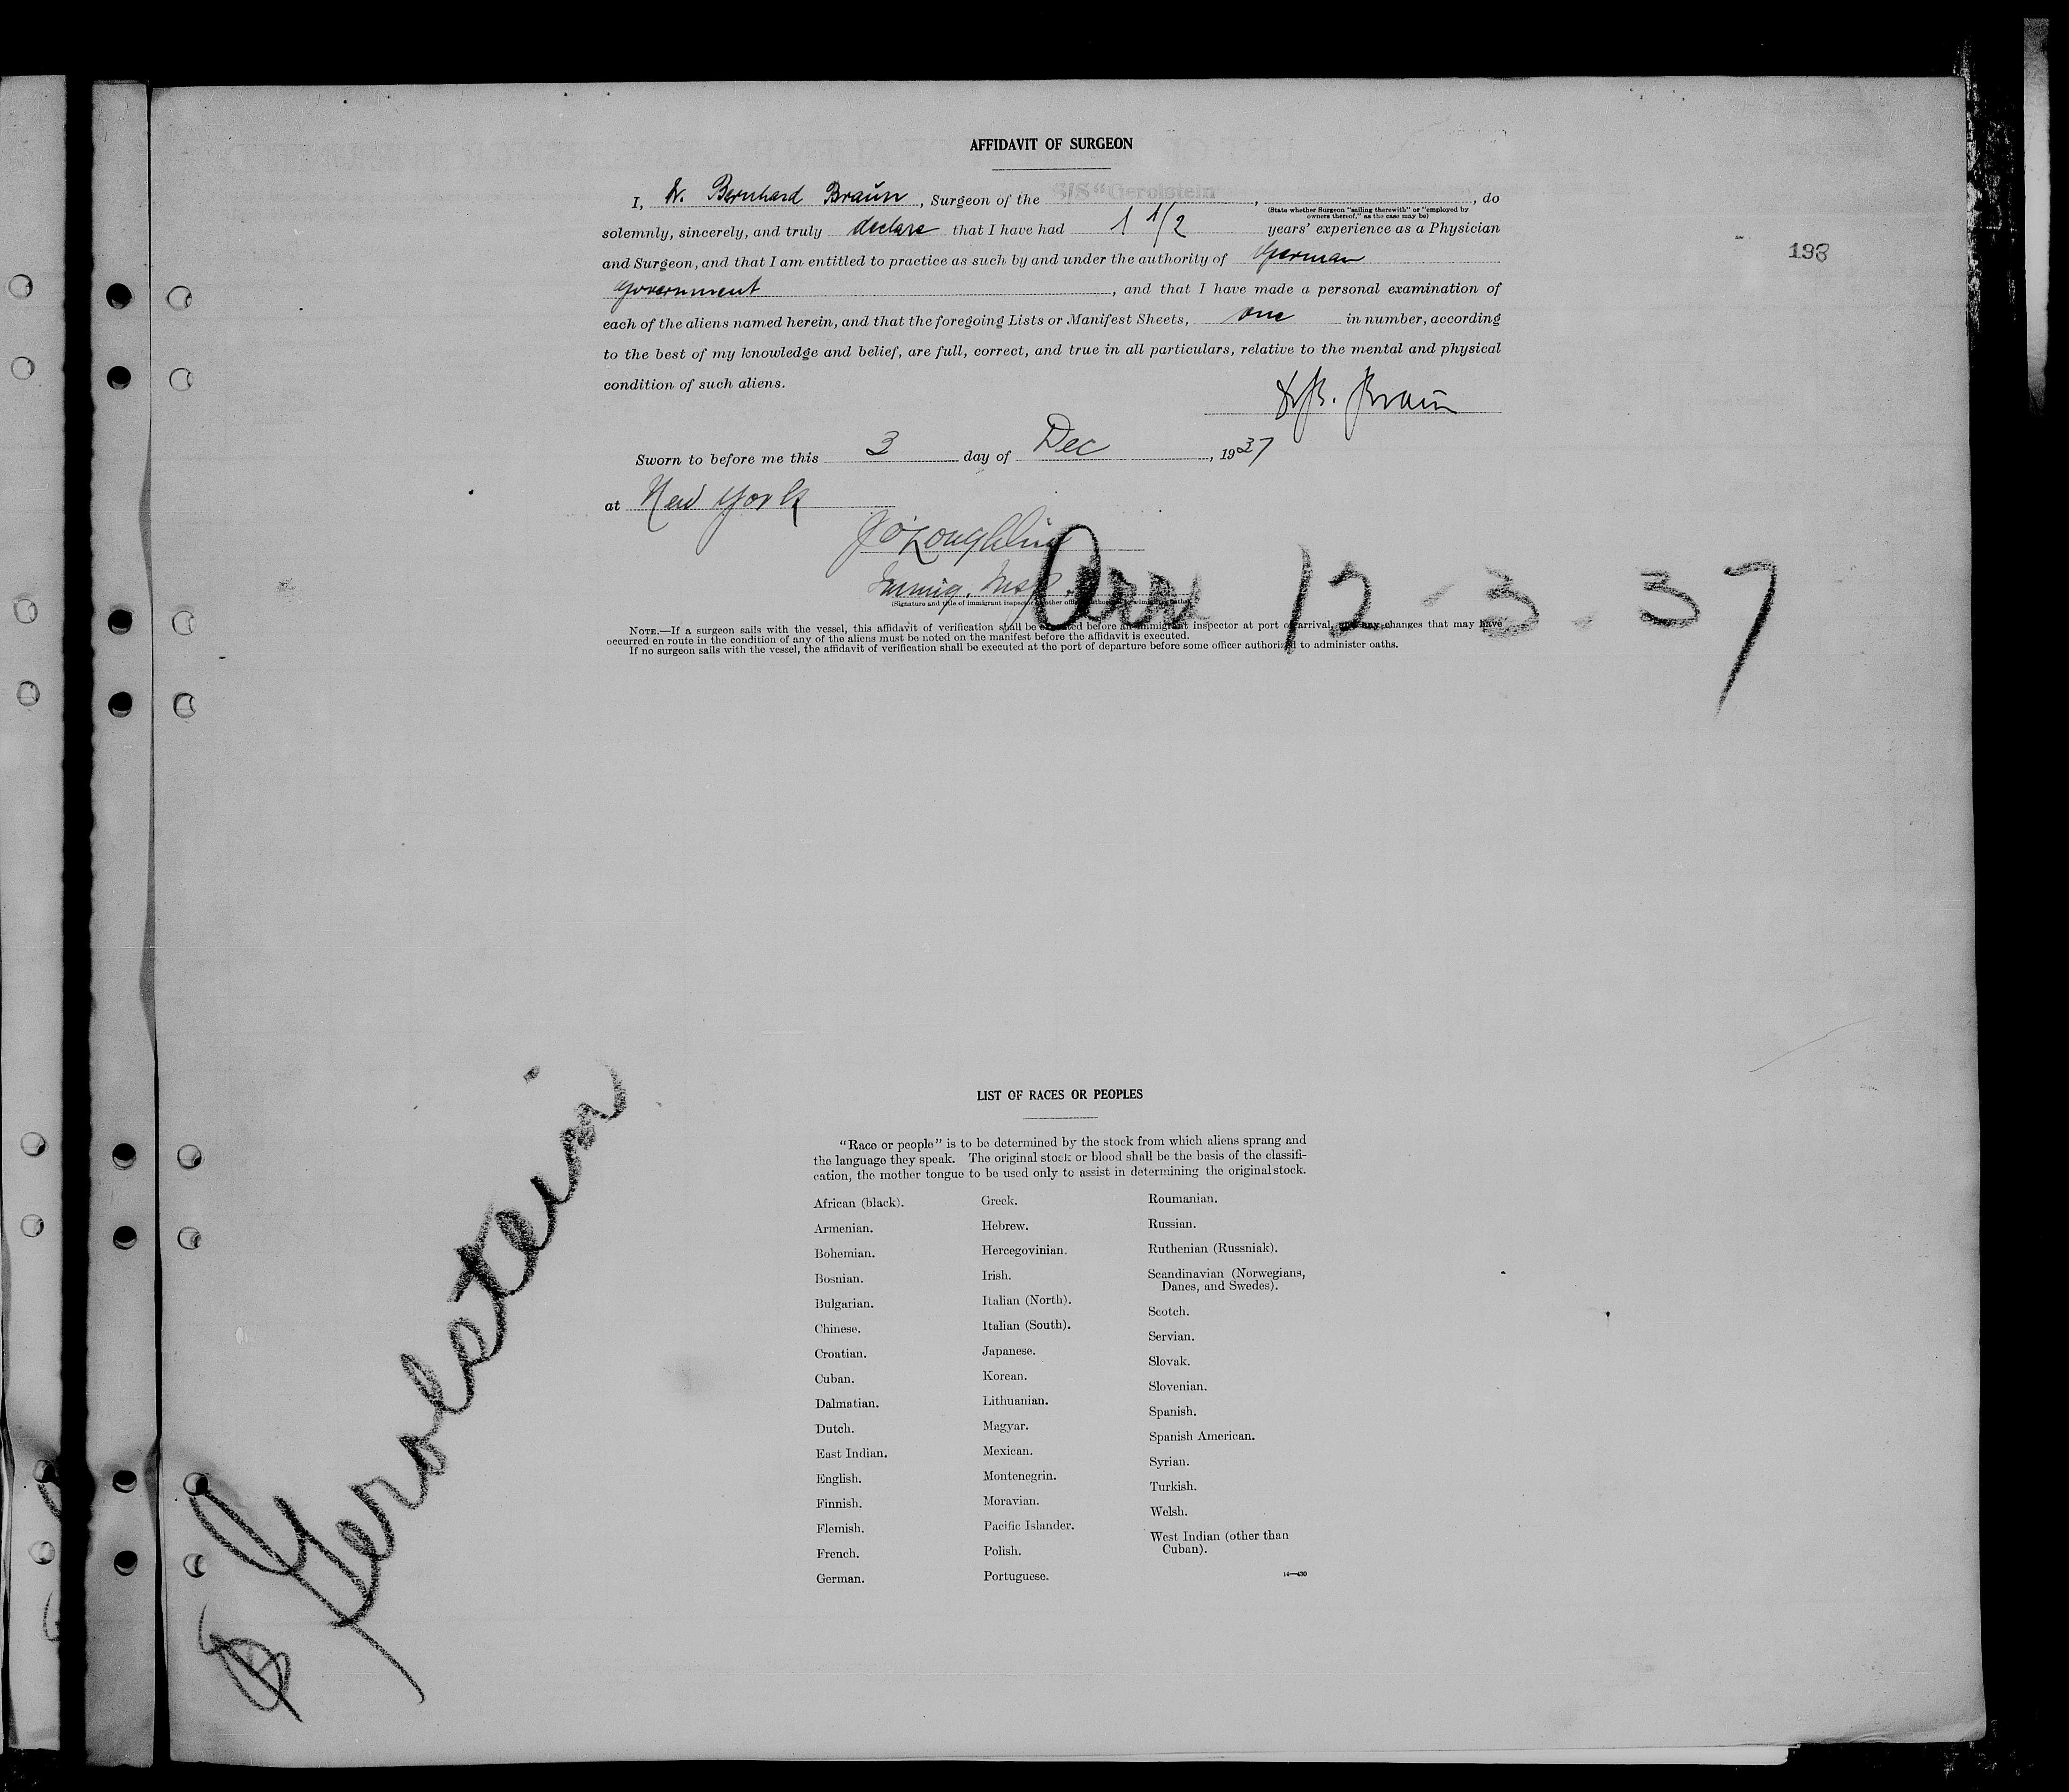 AFFIDAVIT OF SURGEON
I, Dr. Bernhard Braun, Surgeon of the S/S "Gerolstein, , do
(State whether Surgeon "sailing therewith" or "employed by
owners thereof," as the case may be)
solemnly, sincerely, and truly declare that I have had 1 1/2 years' experience as a Physician
and Surgeon, and that I am entitled to practice as such by and under the authority of German
Government, and that I have made a personal examination of
each of the aliens named herein, and that the foregoing Lists or Manifest Sheets, one in number, according
to the best of my knowledge and belief, are full, correct, and true in all particulars, relative to the mental and physical
condition of such aliens.
Dr B. Braun
193
Sworn to before me this 3 day of Dec, 1937
at New York
J O'Loughlin
Immig. Insp.
(Signature and title of immigrant inspector or other officer authorized to administer oaths)
Arr 12-3-37
NOTE.—If a surgeon sails with the vessel, this affidavit of verification shall be executed before an immigrant inspector at port of arrival, and any changes that may have
occurred en route in the condition of any of the aliens must be noted on the manifest before the affidavit is executed.
If no surgeon sails with the vessel, the affidavit of verification shall be executed at the port of departure before some officer authorized to administer oaths.
Gerolstein
LIST OF RACES OR PEOPLES
"Race or people" is to be determined by the stock from which aliens sprang and
the language they speak. The original stock or blood shall be the basis of the classifi-
cation, the mother tongue to be used only to assist in determining the original stock.
African (black).
Armenian.
Bohemian.
Bosnian.
Bulgarian.
Chinese.
Croatian.
Cuban.
Dalmatian.
Dutch.
East Indian.
English.
Finnish.
Flemish.
French.
German.
Greek.
Hebrew.
Hercegovinian.
Irish.
Italian (North).
Italian (South).
Japanese.
Korean.
Lithuanian.
Magyar.
Mexican.
Montenegrin.
Moravian.
Pacific Islander.
Polish.
Portuguese.
Roumanian.
Russian.
Ruthenian (Russniak).
Scandinavian (Norwegians,
Danes, and Swedes).
Scotch.
Servian.
Slovak.
Slovenian.
Spanish.
Spanish American.
Syrian.
Turkish.
Welsh.
West Indian (other than
Cuban).
14—430